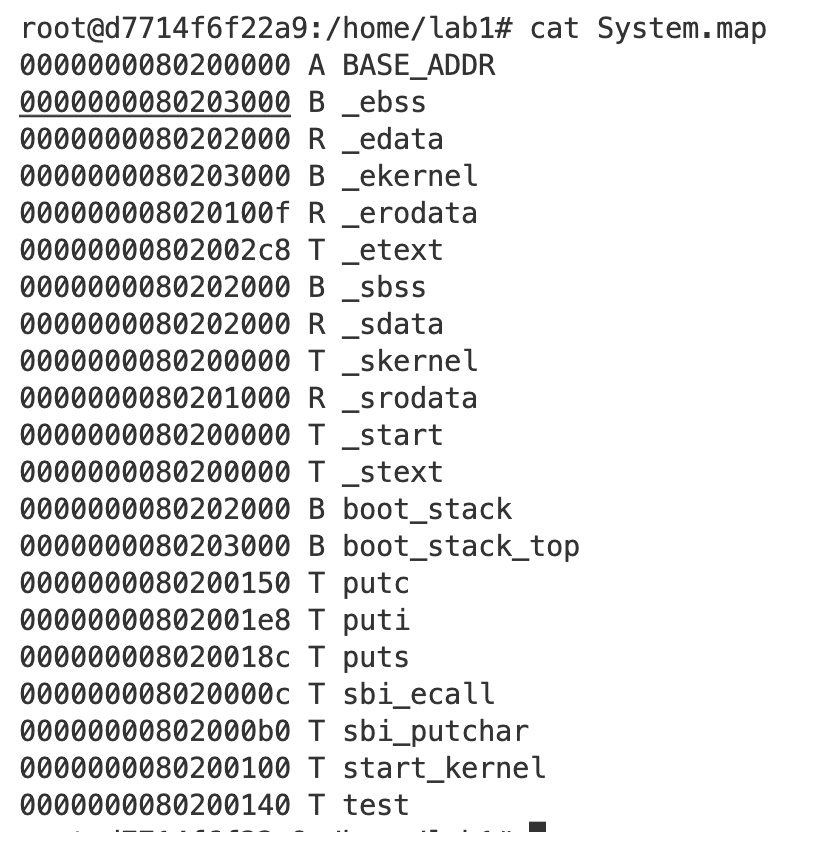 root@d7714f6f22a9:/home/lab1# cat System.map
0000000080200000 A BASE_ADDR
0000000080203000 B _ebss
0000000080202000 R _edata
0000000080203000 B _ekernel
000000008020100f R _erodata
00000000802002c8 T _etext
0000000080202000 B _sbss
0000000080202000 R _sdata
0000000080200000 T _skernel
0000000080201000 R _srodata
0000000080200000 T _start
0000000080200000 T _stext
0000000080202000 B boot_stack
0000000080203000 B boot_stack_top
0000000080200150 T putc
00000000802001e8 T puti
000000008020018c T puts
000000008020000c T sbi_ecall
00000000802000b0 T sbi_putchar
0000000080200100 T start_kernel
0000000080200140 T test